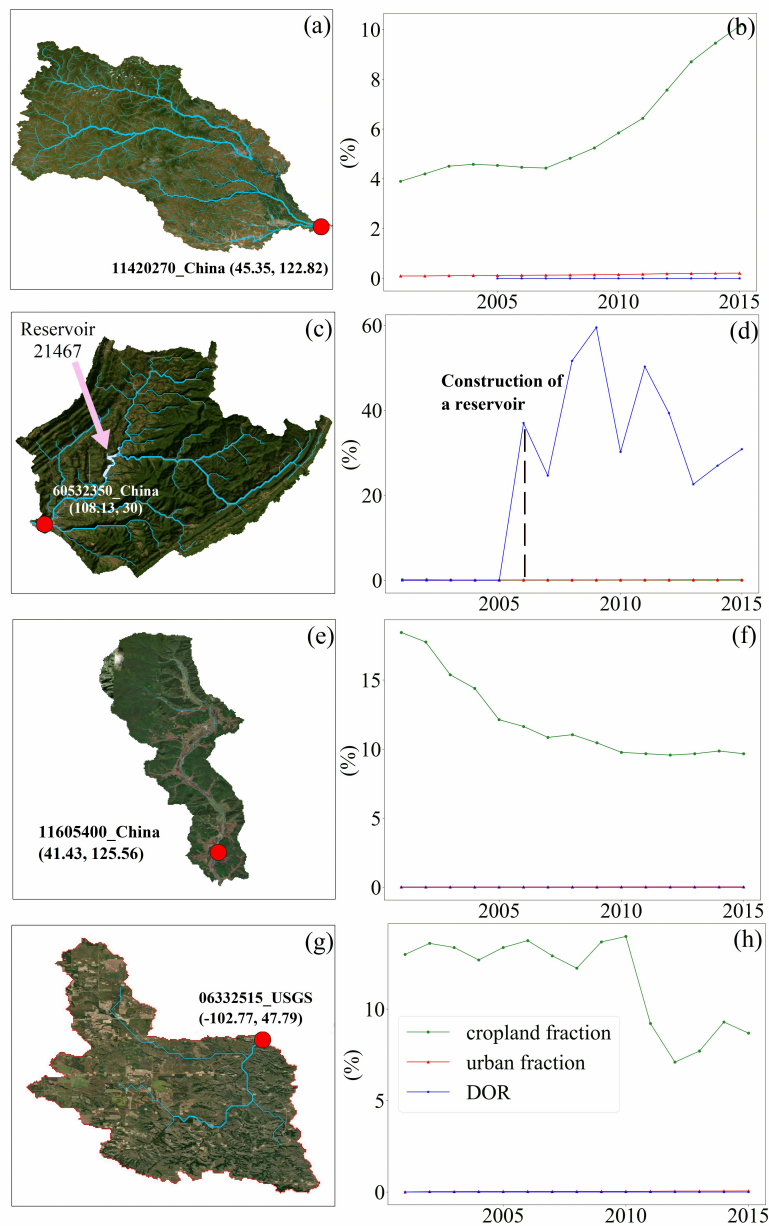 (a)
11420270_China (45.35, 122.82)
(b)
10
8
6
4
2
0
(%)
2005
2010
2015
(c)
Reservoir
21467
60532350_China
(108.13, 30)
(d)
60
40
20
0
(%)
Construction of
a reservoir
2005
2010
2015
(e)
11605400_China
(41.43, 125.56)
(f)
15
10
5
0
(%)
2005
2010
2015
(g)
06332515_USGS
(-102.77, 47.79)
(h)
10
5
0
(%)
cropland fraction
urban fraction
DOR
2005
2010
2015